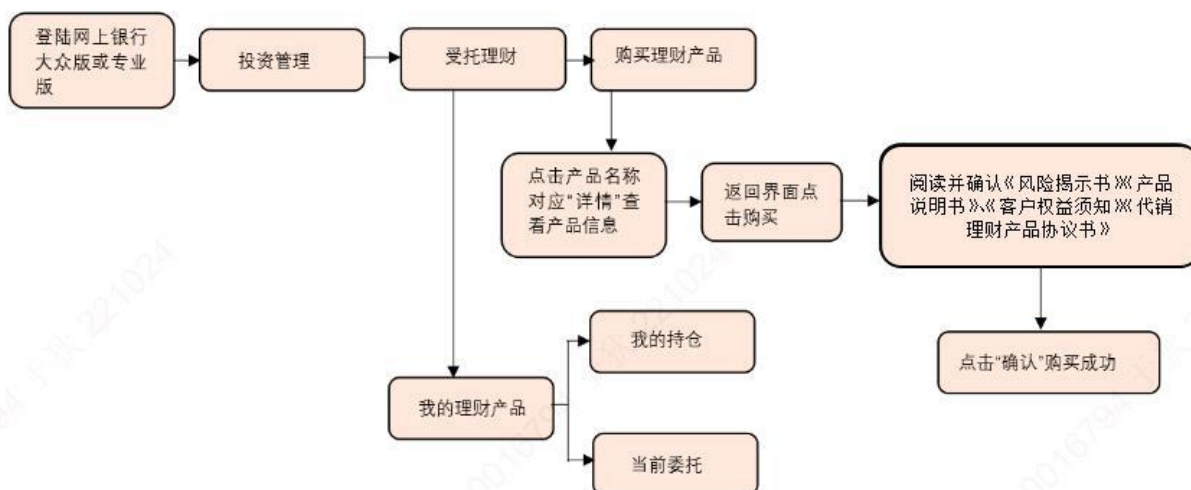 登陆网上银行
大众版或专业
版
投资管理
受托理财
购买理财产品
点击产品名称
对应“详情”查
看产品信息
返回界面点
击购买
阅读并确认《风险揭示书》《产品
说明书》、《客户权益须知》《代销
理财产品协议书》
点击“确认”购买成功
我的理财产品
我的持仓
当前委托